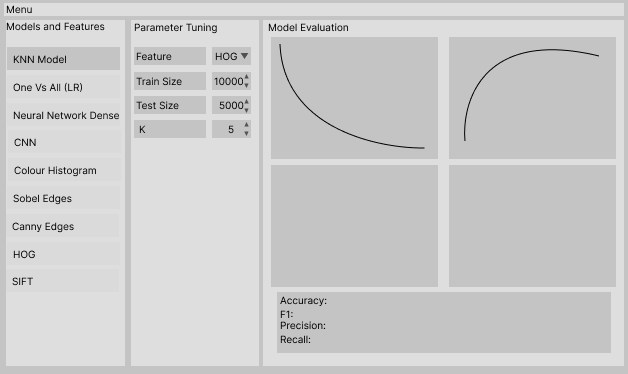 Menu
Models and Features
KNN Model
One Vs All (LR)
Neural Network Dense
CNN
Colour Histogram
Sobel Edges
Canny Edges
HOG
SIFT
Parameter Tuning
Feature HOG
Train Size 10000
Test Size 5000
K 5
Model Evaluation
Accuracy:
F1:
Precision:
Recall: